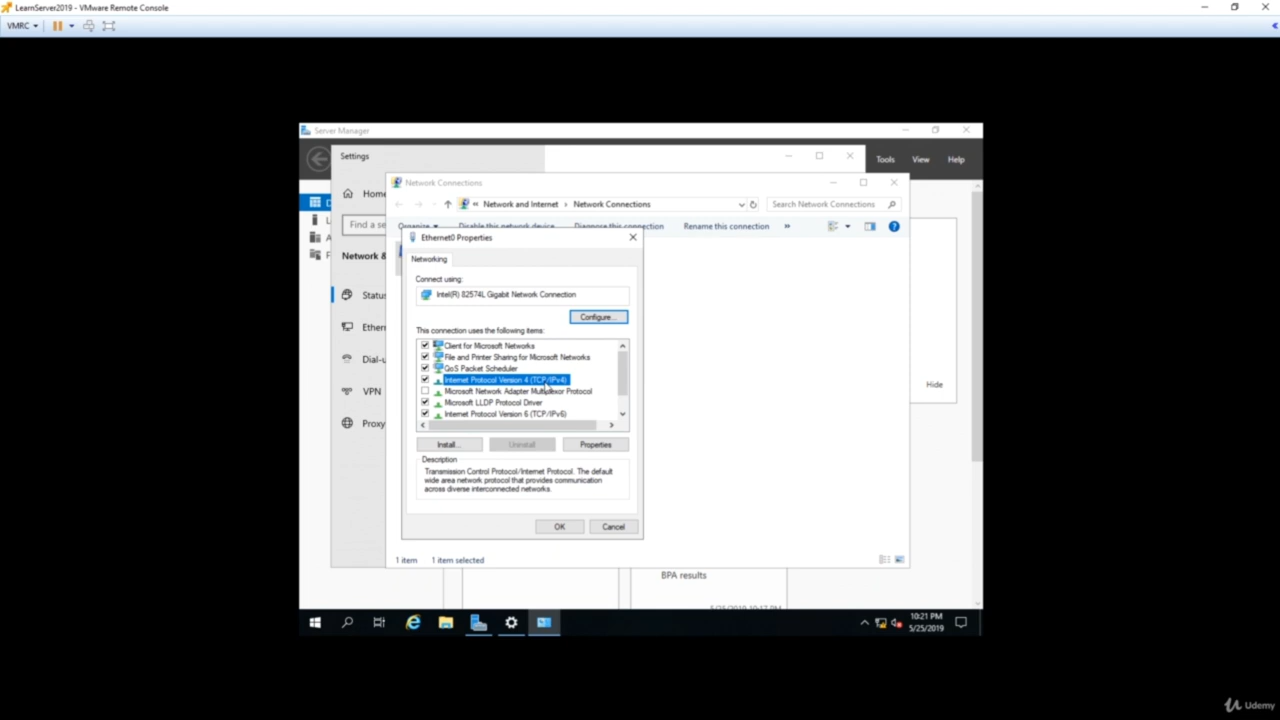 LearnServer2019 - VMware Remote Console
VMRC
Server Manager
Settings
Tools View Help
Network Connections
Home
Network and Internet › Network Connections
Search Network Connections
Find a se
Organize Disable this network device Diagnose this connection Rename this connection »
Ethernet0 Properties
Networking
Network &
Connect using:
Intel(R) 82574L Gigabit Network Connection
Status
Configure...
This connection uses the following items:
Client for Microsoft Networks
File and Printer Sharing for Microsoft Networks
QoS Packet Scheduler
Internet Protocol Version 4 (TCP/IPv4)
Microsoft Network Adapter Multiplexor Protocol
Microsoft LLDP Protocol Driver
Internet Protocol Version 6 (TCP/IPv6)
Ethern
Dial-u
VPN
Proxy
Hide
Install... Uninstall Properties
Description
Transmission Control Protocol/Internet Protocol. The default
wide area network protocol that provides communication
across diverse interconnected networks.
OK Cancel
1 item 1 item selected
BPA results
5/25/2019 10:17 PM
10:21 PM
5/25/2019
Udemy